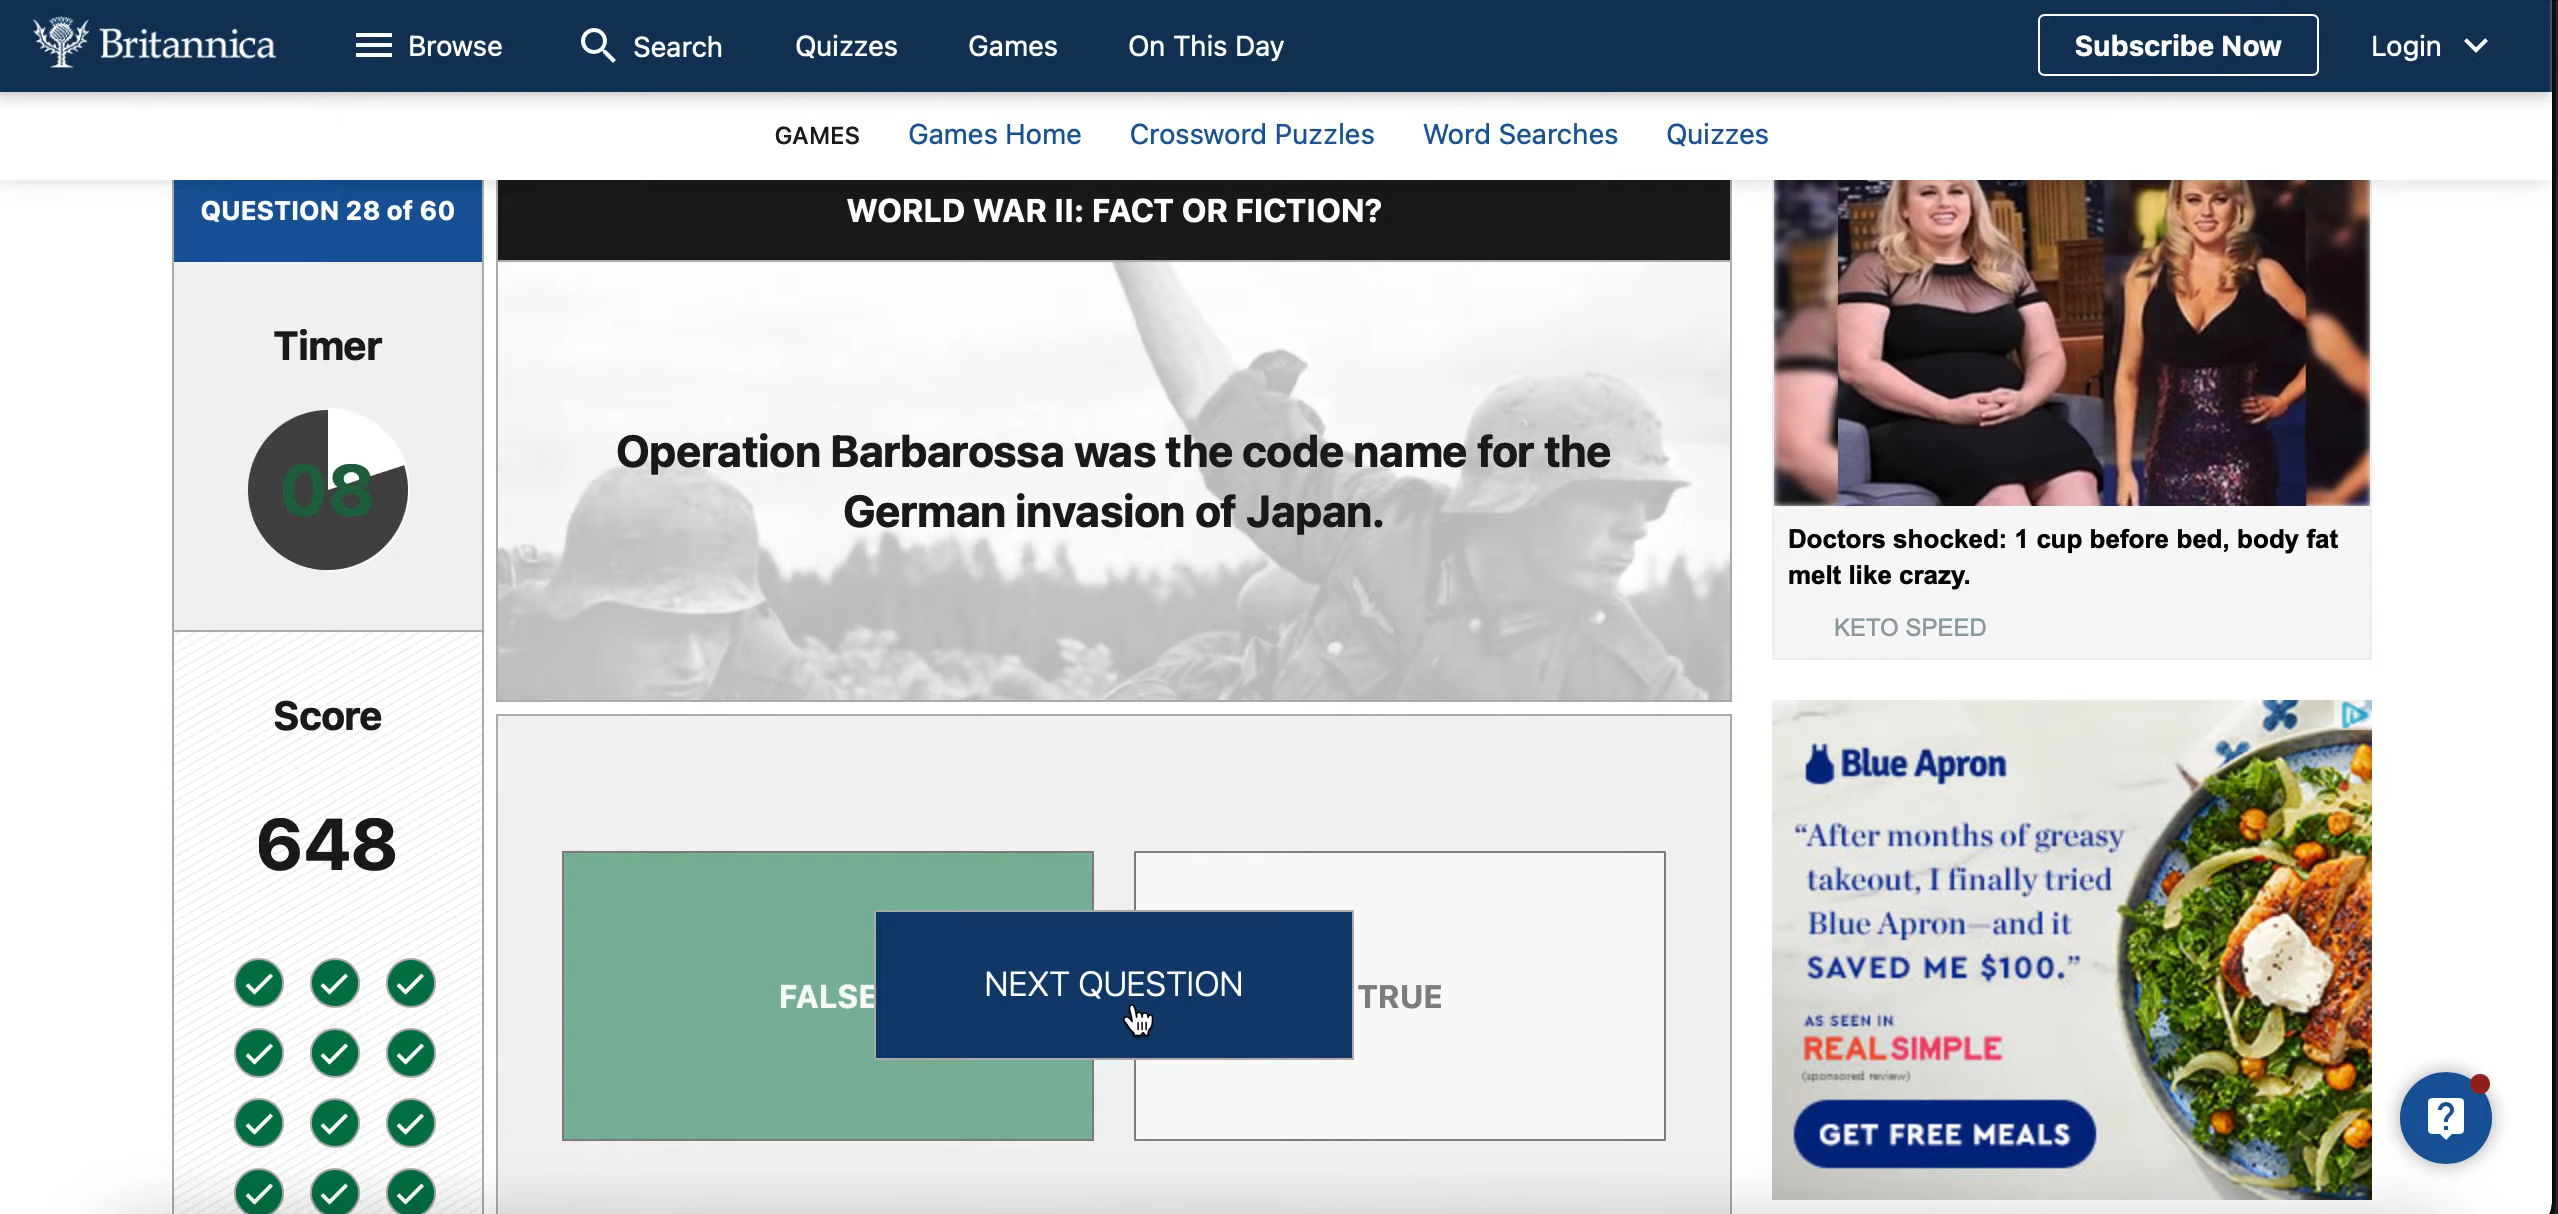 Britannica
Browse
Search
Quizzes
Games
On This Day
Subscribe Now
Login
GAMES
Games Home
Crossword Puzzles
Word Searches
Quizzes
QUESTION 28 of 60
Timer
08
Score
648
WORLD WAR II: FACT OR FICTION?
Operation Barbarossa was the code name for the
German invasion of Japan.
FALSE
NEXT QUESTION
TRUE
Doctors shocked: 1 cup before bed, body fat
melt like crazy.
KETO SPEED
Blue Apron
“After months of greasy
takeout, I finally tried
Blue Apron—and it
SAVED ME $100.”
AS SEEN IN
REAL SIMPLE
(sponsored review)
GET FREE MEALS